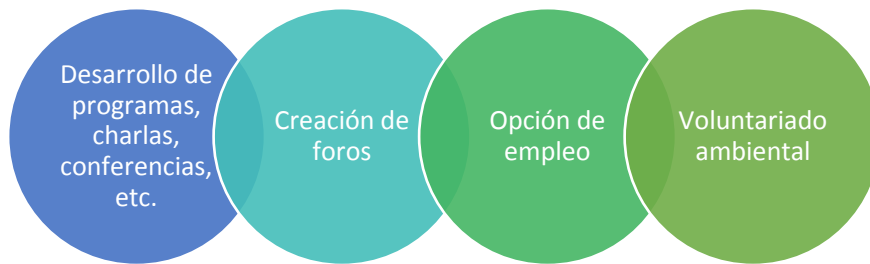 Desarrollo de
programas,
charlas,
conferencias,
etc.
Creación de
foros
Opción de
empleo
Voluntariado
ambiental